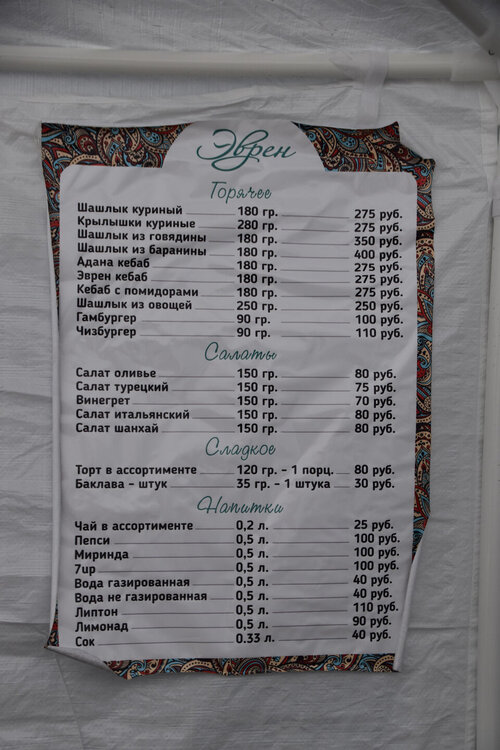 Эврен
Горячее
Шашлык куриный 180 гр. 275 руб.
Крылышки куриные 280 гр. 275 руб.
Шашлык из говядины 180 гр. 350 руб.
Шашлык из баранины 180 гр. 400 руб.
Адана кебаб 180 гр. 275 руб.
Эврен кебаб 180 гр. 275 руб.
Кебаб с помидорами 180 гр. 275 руб.
Шашлык из овощей 250 гр. 250 руб.
Гамбургер 90 гр. 100 руб.
Чизбургер 90 гр. 110 руб.
Салаты
Салат оливье 150 гр. 80 руб.
Салат турецкий 150 гр. 75 руб.
Винегрет 150 гр. 70 руб.
Салат итальянский 150 гр. 80 руб.
Салат шанхай 150 гр. 80 руб.
Сладкое
Торт в ассортименте 120 гр. - 1 порц. 80 руб.
Баклава - штук 35 гр. - 1 штука 30 руб.
Напитки
Чай в ассортименте 0,2 л. 25 руб.
Пепси 0,5 л. 100 руб.
Миринда 0,5 л. 100 руб.
7up 0,5 л. 100 руб.
Вода газированная 0,5 л. 40 руб.
Вода не газированная 0,5 л. 40 руб.
Липтон 0,5 л. 110 руб.
Лимонад 0,5 л. 90 руб.
Сок 0.33 л. 40 руб.